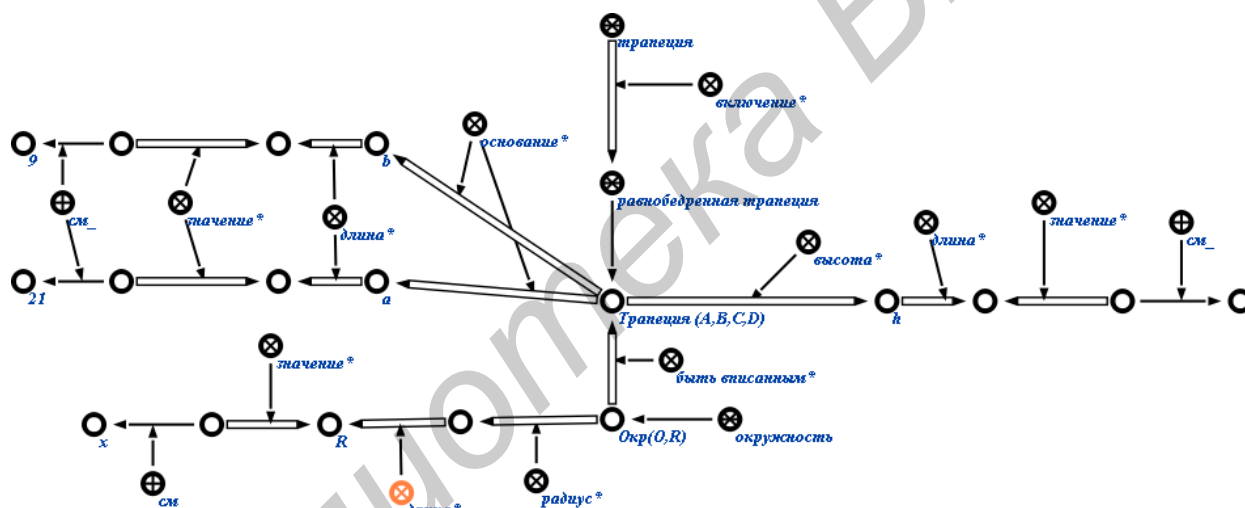 трапеция
включение*
9
b
основание*
см_
значение*
длина*
равнобедренная трапеция
значение*
длина*
см_
высота*
21
a
Трапеция (A,B,C,D)
h
значение*
быть вписанным*
x
R
Окр(O,R)
окружность
см
радиус*